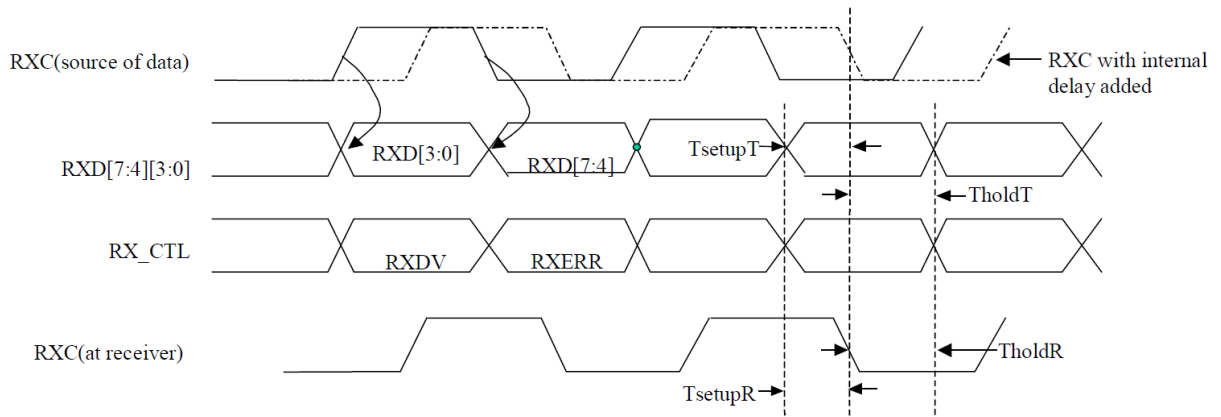 RXC(source of data)
RXC with internal
delay added
RXD[7:4][3:0]
RXD[3:0]
RXD[7:4]
TsetupT
TholdT
RX_CTL
RXDV
RXERR
RXC(at receiver)
TholdR
TsetupR